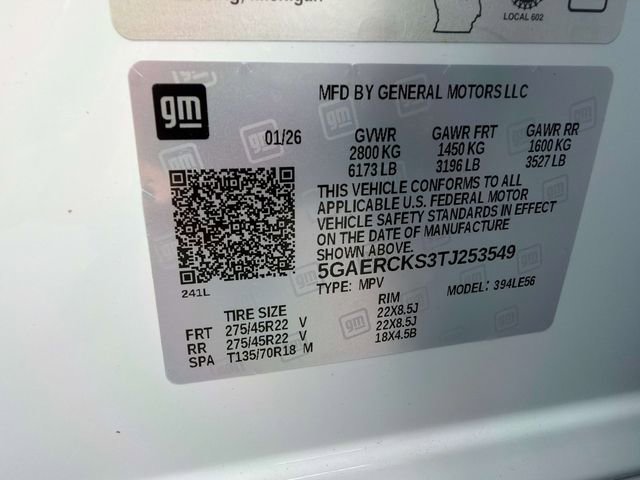 Michigan
LOCAL 602
gm
MFD BY GENERAL MOTORS LLC
01/26 GVWR GAWR FRT GAWR RR
2800 KG 1450 KG 1600 KG
6173 LB 3196 LB 3527 LB
THIS VEHICLE CONFORMS TO ALL
APPLICABLE U.S. FEDERAL MOTOR
VEHICLE SAFETY STANDARDS IN EFFECT
ON THE DATE OF MANUFACTURE
SHOWN ABOVE.
5GAERCKS3TJ253549
TYPE: MPV MODEL: 394LE56
241L
TIRE SIZE RIM
FRT 275/45R22 V 22X8.5J
RR 275/45R22 V 22X8.5J
SPA T135/70R18 M 18X4.5B